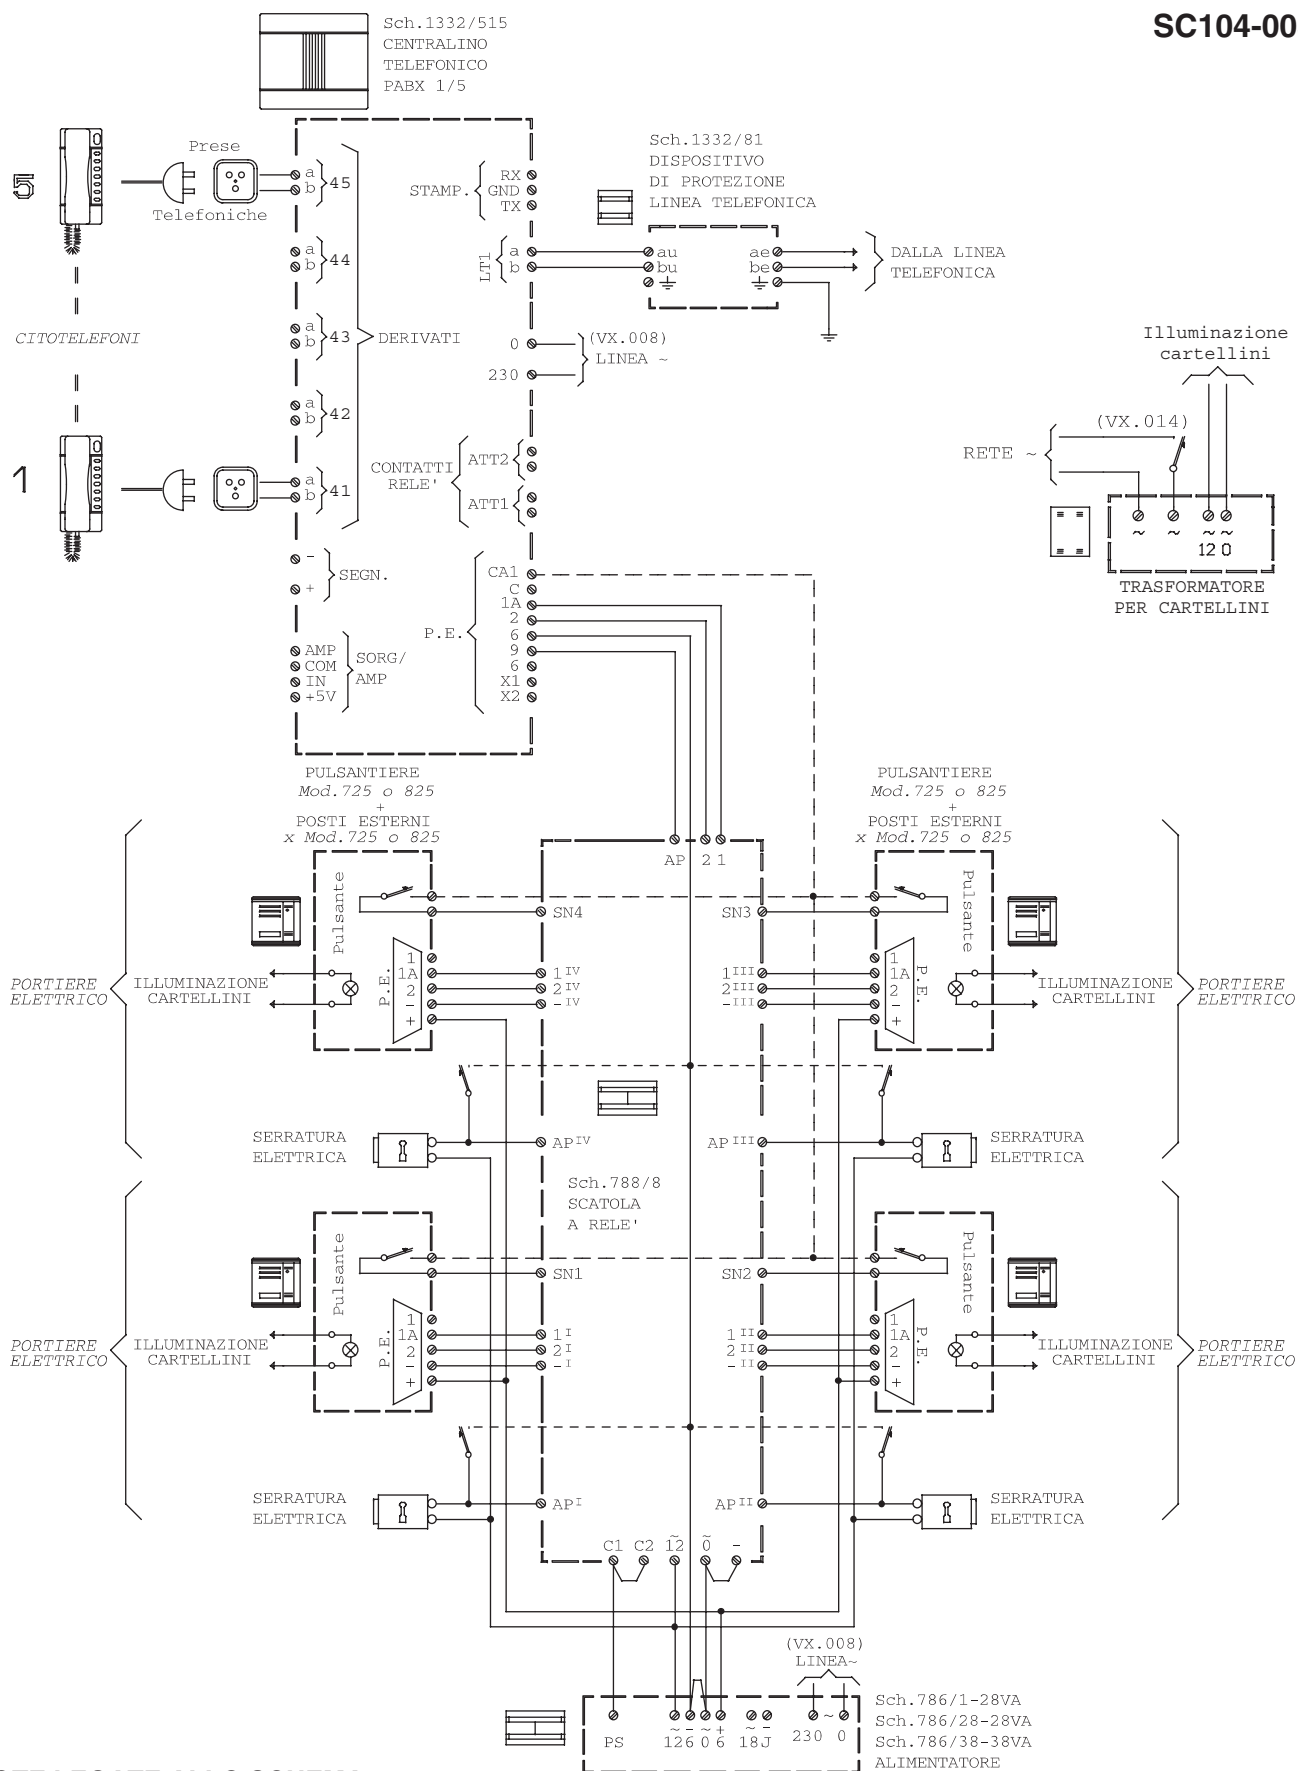 SC104-00
Sch.1332/515
CENTRALINO
TELEFONICO
PABX 1/5
Prese
Telefoniche
5
a
b
45
a
b
44
a
b
43
a
b
42
a
b
41
DERIVATI
CITOTELEFONI
1
STAMP.
RX
GND
TX
LT1
a
b
Sch.1332/81
DISPOSITIVO
DI PROTEZIONE
LINEA TELEFONICA
au
bu
ae
be
DALLA LINEA
TELEFONICA
0
230
(VX.008)
LINEA ~
CONTATTI
RELE'
ATT2
ATT1
-
+
SEGN.
AMP
COM
IN
+5V
SORG/
AMP
P.E.
CA1
C
1A
2
6
9
6
X1
X2
Illuminazione
cartellini
(VX.014)
RETE ~
~ ~ ~ ~
12 0
TRASFORMATORE
PER CARTELLINI
PULSANTIERE
Mod.725 o 825
+
POSTI ESTERNI
x Mod.725 o 825
PULSANTIERE
Mod.725 o 825
+
POSTI ESTERNI
x Mod.725 o 825
AP 2 1
Pulsante
P.E.
1
1A
2
-
+
SN4
1IV
2IV
-IV
SN3
1III
2III
-III
Pulsante
P.E.
1
1A
2
-
+
PORTIERE
ELETTRICO
ILLUMINAZIONE
CARTELLINI
ILLUMINAZIONE
CARTELLINI
PORTIERE
ELETTRICO
SERRATURA
ELETTRICA
APIV
APIII
SERRATURA
ELETTRICA
Sch.788/8
SCATOLA
A RELE'
Pulsante
P.E.
1
1A
2
-
+
SN1
1I
2I
-I
SN2
1II
2II
-II
Pulsante
P.E.
1
1A
2
-
+
PORTIERE
ELETTRICO
ILLUMINAZIONE
CARTELLINI
ILLUMINAZIONE
CARTELLINI
PORTIERE
ELETTRICO
SERRATURA
ELETTRICA
API
APII
SERRATURA
ELETTRICA
~ ~
C1 C2 12 0 -
(VX.008)
LINEA~
~ - ~ + ~ -
PS 12 6 0 6 18 J 230 ~ 0
Sch.786/1-28VA
Sch.786/28-28VA
Sch.786/38-38VA
ALIMENTATORE